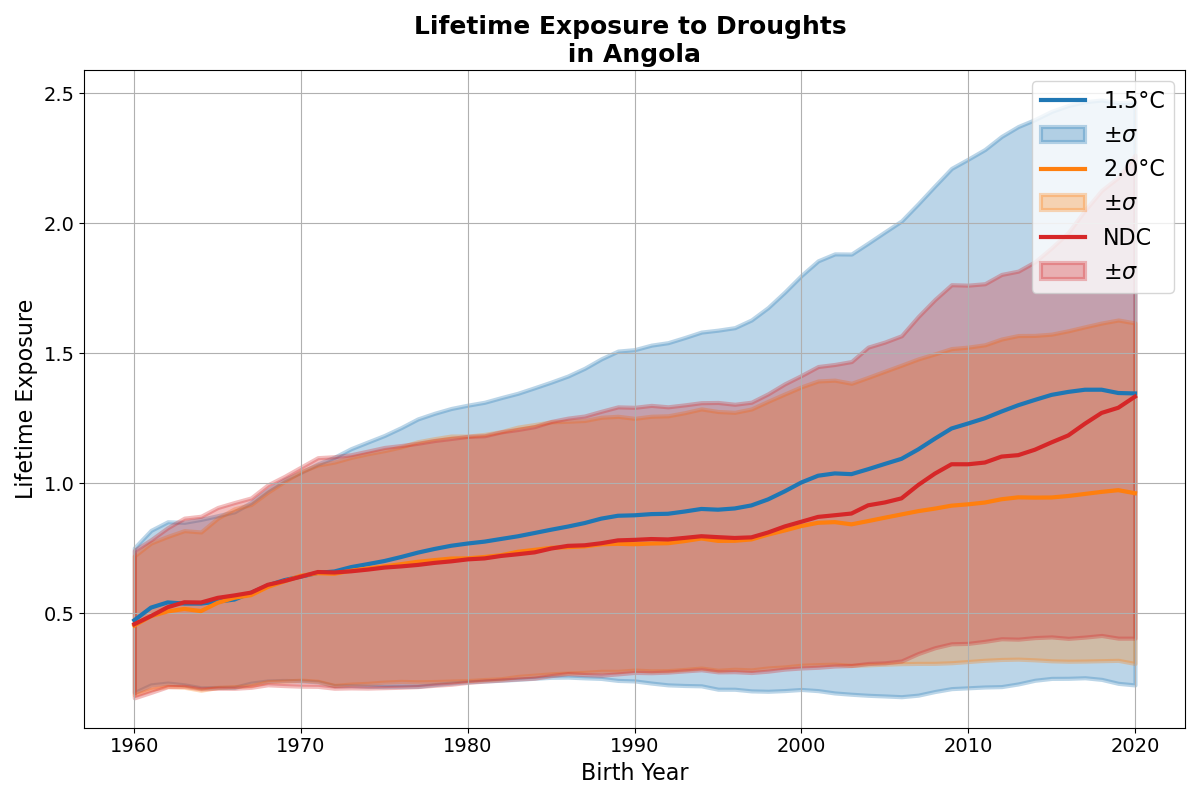 Lifetime Exposure to Droughts
in Angola
Lifetime Exposure
2.5
2.0
1.5
1.0
0.5
1960
1970
1980
1990
2000
2010
2020
Birth Year
1.5°C
±σ
2.0°C
±σ
NDC
±σ